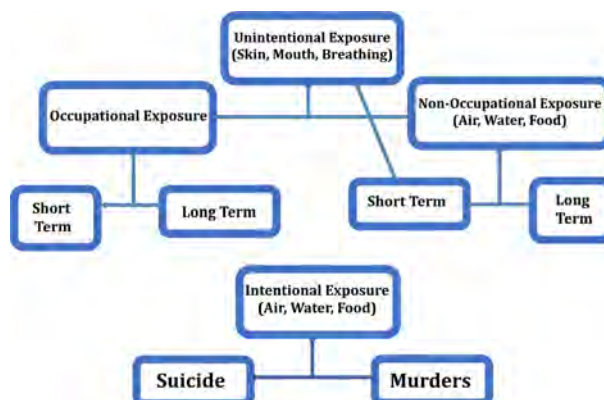 Unintentional Exposure
(Skin, Mouth, Breathing)
Occupational Exposure
Non-Occupational Exposure
(Air, Water, Food)
Short
Term
Long Term
Short Term
Long
Term
Intentional Exposure
(Air, Water, Food)
Suicide
Murders